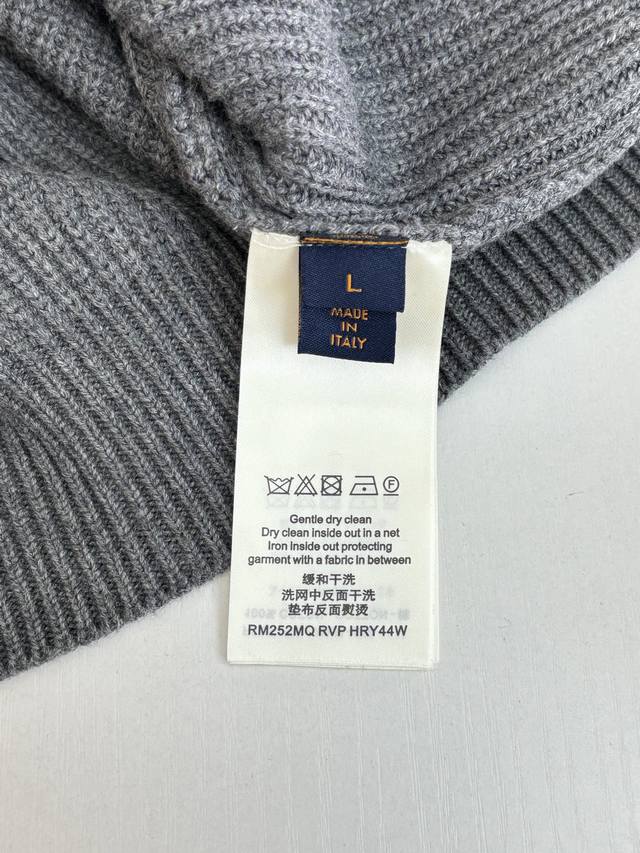 L
MADE
IN
ITALY
F
Gentle dry clean
Dry clean inside out in a net
Iron inside out protecting
garment with a fabric in between
缓和干洗
洗网中反面干洗
垫布反面熨烫
RM252MQ RVP HRY44W